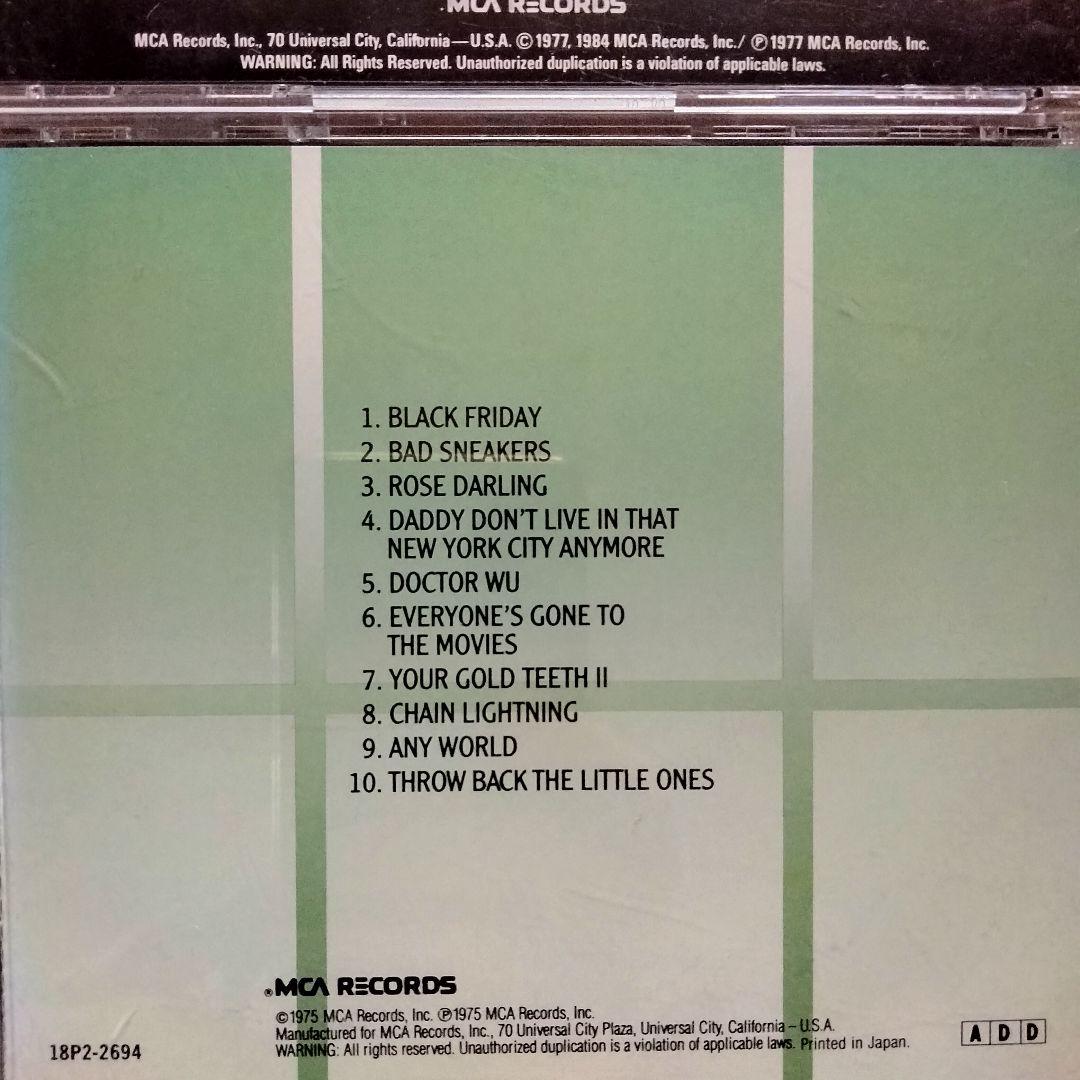 MCA RECORDS
MCA Records, Inc., 70 Universal City, California—U.S.A. ©1977, 1984 MCA Records, Inc./ ℗1977 MCA Records, Inc.
WARNING: All Rights Reserved. Unauthorized duplication is a violation of applicable laws.
1. BLACK FRIDAY
2. BAD SNEAKERS
3. ROSE DARLING
4. DADDY DON'T LIVE IN THAT
NEW YORK CITY ANYMORE
5. DOCTOR WU
6. EVERYONE'S GONE TO
THE MOVIES
7. YOUR GOLD TEETH II
8. CHAIN LIGHTNING
9. ANY WORLD
10. THROW BACK THE LITTLE ONES
®MCA RECORDS
©1975 MCA Records, Inc. ℗1975 MCA Records, Inc.
Manufactured for MCA Records, Inc., 70 Universal City Plaza, Universal City, California – U.S.A.
WARNING: All rights reserved. Unauthorized duplication is a violation of applicable laws. Printed in Japan.
18P2-2694
A D D